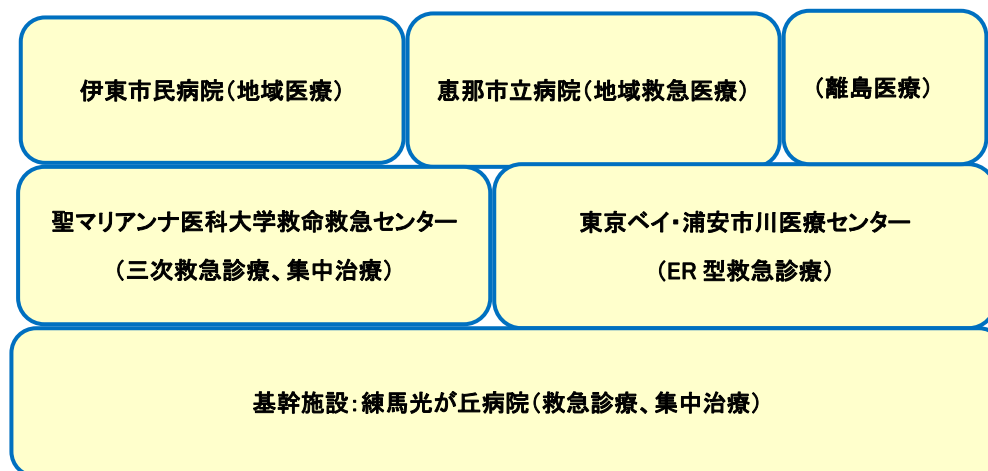 伊東市民病院（地域医療）
恵那市立病院（地域救急医療）
（離島医療）
聖マリアンナ医科大学救命救急センター
（三次救急診療、集中治療）
東京ベイ・浦安市川医療センター
（ER 型救急診療）
基幹施設：練馬光が丘病院（救急診療、集中治療）